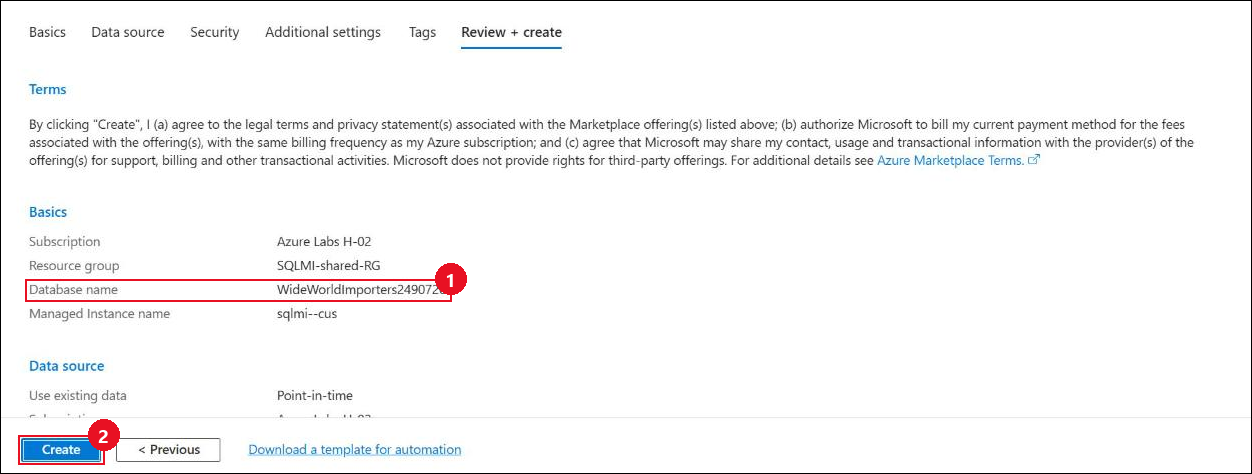 Basics Data source Security Additional settings Tags Review + create
Terms
By clicking "Create", I (a) agree to the legal terms and privacy statement(s) associated with the Marketplace offering(s) listed above; (b) authorize Microsoft to bill my current payment method for the fees
associated with the offering(s), with the same billing frequency as my Azure subscription; and (c) agree that Microsoft may share my contact, usage and transactional information with the provider(s) of the
offering(s) for support, billing and other transactional activities. Microsoft does not provide rights for third-party offerings. For additional details see Azure Marketplace Terms.
Basics
Subscription Azure Labs H-02
Resource group SQLMI-shared-RG
1
Database name
Managed Instance name sqlmi--cus
Data source
Use existing data Point-in-time
2
Create < Previous Download a template for automation